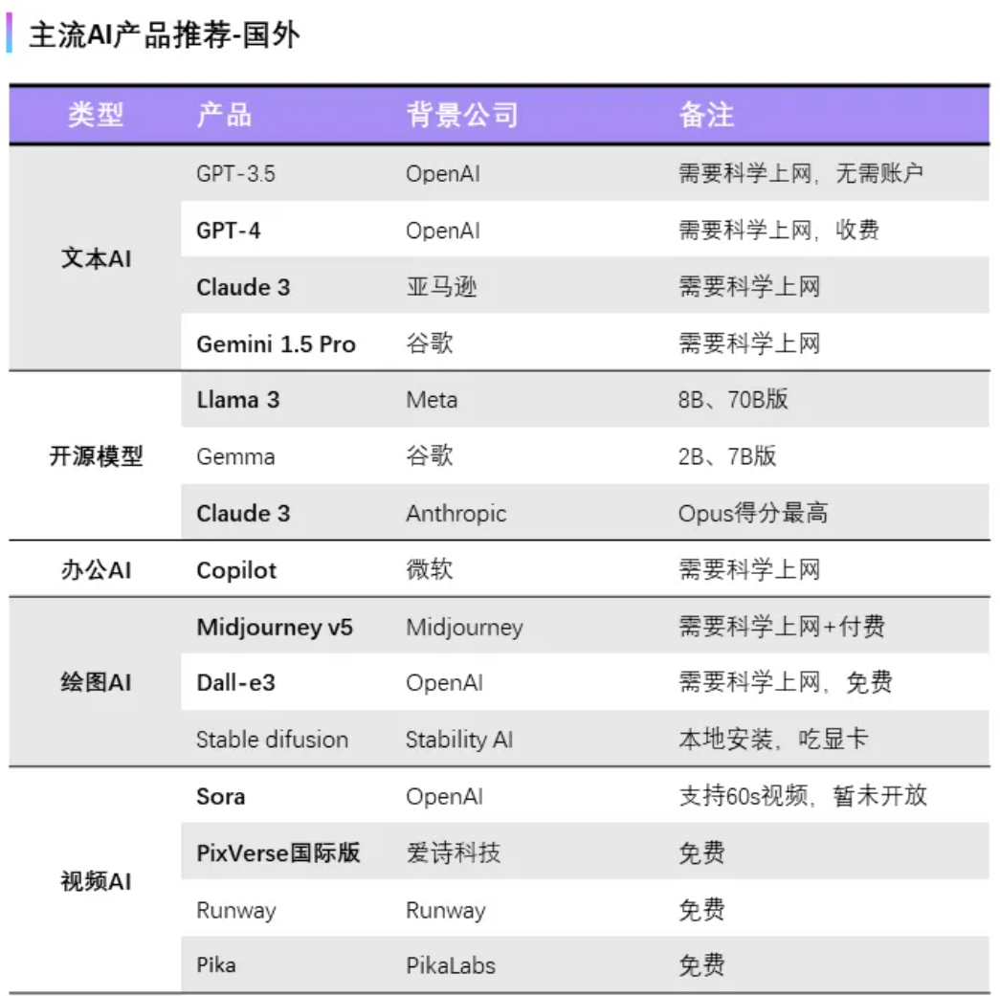 主流AI产品推荐-国外
类型 产品 背景公司 备注
文本AI
GPT-3.5 OpenAI 需要科学上网，无需账户
GPT-4 OpenAI 需要科学上网，收费
Claude 3 亚马逊 需要科学上网
Gemini 1.5 Pro 谷歌 需要科学上网
开源模型
Llama 3 Meta 8B、70B版
Gemma 谷歌 2B、7B版
Claude 3 Anthropic Opus得分最高
办公AI Copilot 微软 需要科学上网
绘图AI
Midjourney v5 Midjourney 需要科学上网+付费
Dall-e3 OpenAI 需要科学上网，免费
Stable difusion Stability AI 本地安装，吃显卡
视频AI
Sora OpenAI 支持60s视频，暂未开放
PixVerse国际版 爱诗科技 免费
Runway Runway 免费
Pika PikaLabs 免费